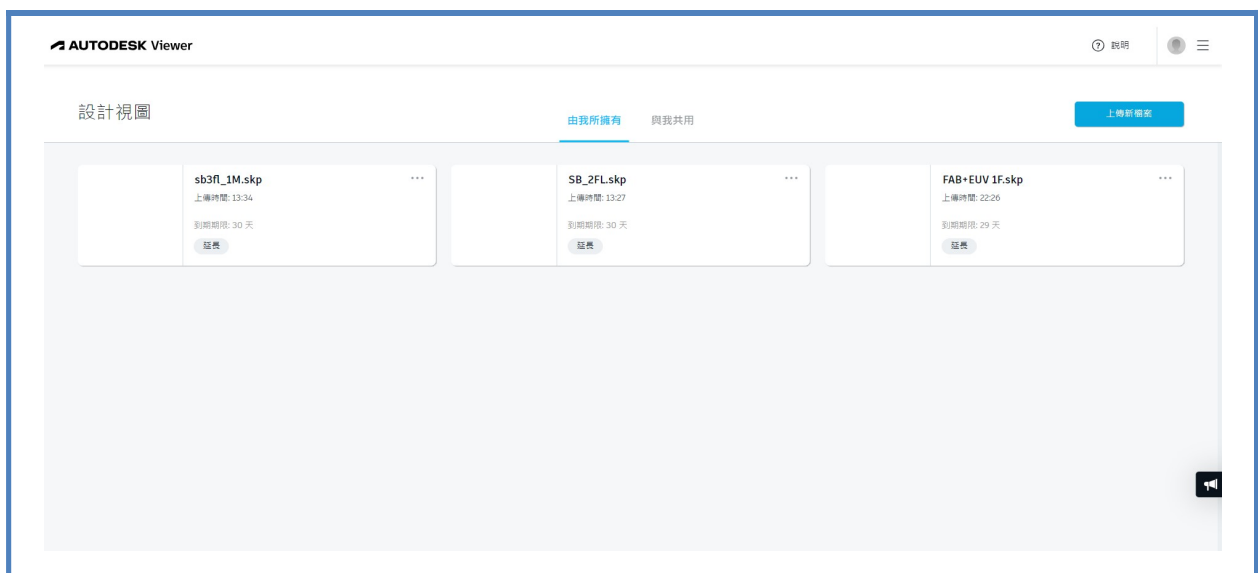 AUTODESK Viewer
說明
設計視圖
由我所擁有
與我共用
上傳新檔案
sb3fl_1M.skp
上傳時間: 13:34
到期期限: 30 天
延長
SB_2FL.skp
上傳時間: 13:27
到期期限: 30 天
延長
FAB+EUV 1F.skp
上傳時間: 22:26
到期期限: 29 天
延長